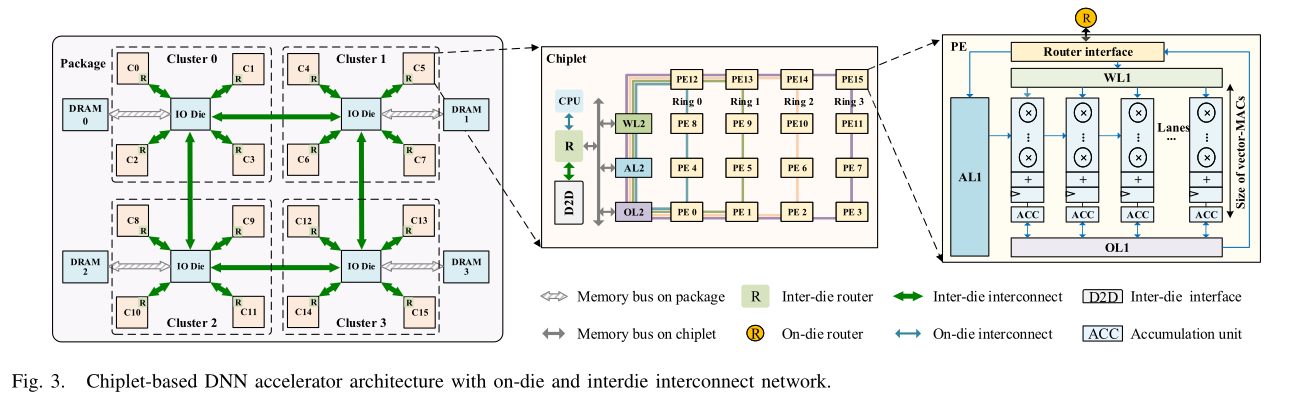 Package
Cluster 0
C0
R
C1
R
IO Die
C2
R
C3
R
DRAM
0
Cluster 1
C4
R
C5
R
IO Die
C6
R
C7
R
DRAM
1
C8
R
C9
R
IO Die
C10
R
C11
R
Cluster 2
DRAM
2
C12
R
C13
R
IO Die
C14
R
C15
R
Cluster 3
DRAM
3
Chiplet
CPU
R
D2D
WL2
AL2
OL2
PE12
PE13
PE14
PE15
Ring 0
Ring 1
Ring 2
Ring 3
PE 8
PE 9
PE10
PE11
PE 4
PE 5
PE 6
PE 7
PE 0
PE 1
PE 2
PE 3
R
PE
Router interface
WL1
AL1
Lanes
...
Size of vector-MACs
×
⋮
×
+
ACC
×
⋮
×
+
ACC
×
⋮
×
+
ACC
×
⋮
×
+
ACC
OL1
Memory bus on package
R
Inter-die router
Inter-die interconnect
D2D
Inter-die interface
Memory bus on chiplet
R
On-die router
On-die interconnect
ACC
Accumulation unit
Fig. 3. Chiplet-based DNN accelerator architecture with on-die and interdie interconnect network.